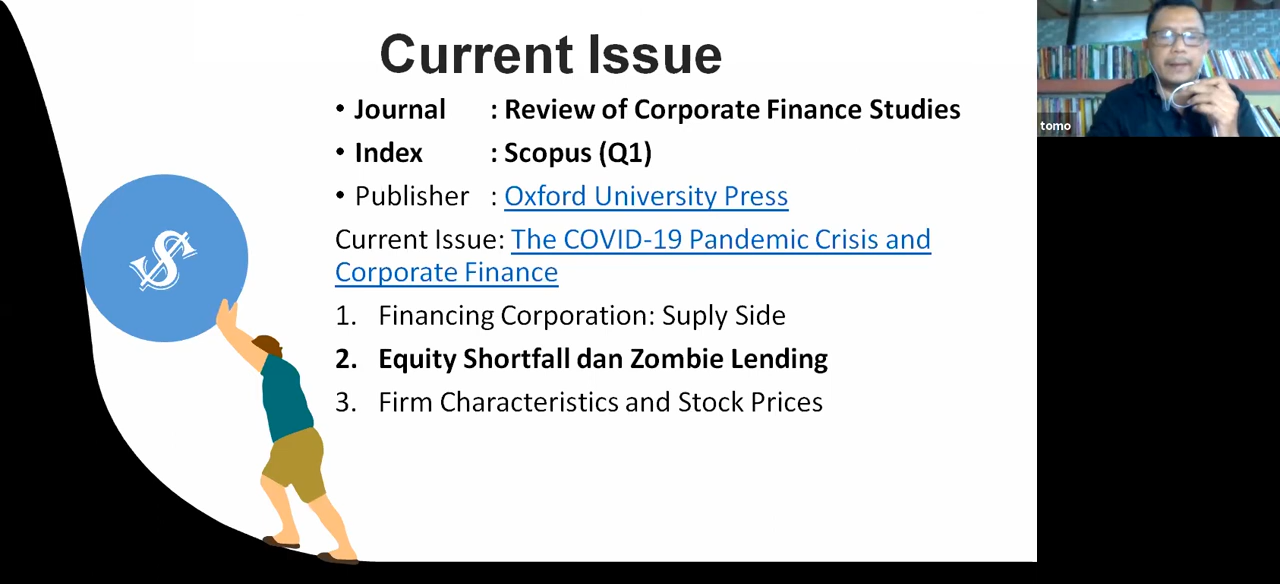 Current Issue
• Journal : Review of Corporate Finance Studies
• Index : Scopus (Q1)
• Publisher : Oxford University Press
Current Issue: The COVID-19 Pandemic Crisis and
Corporate Finance
1. Financing Corporation: Suply Side
2. Equity Shortfall dan Zombie Lending
3. Firm Characteristics and Stock Prices
$
tomo